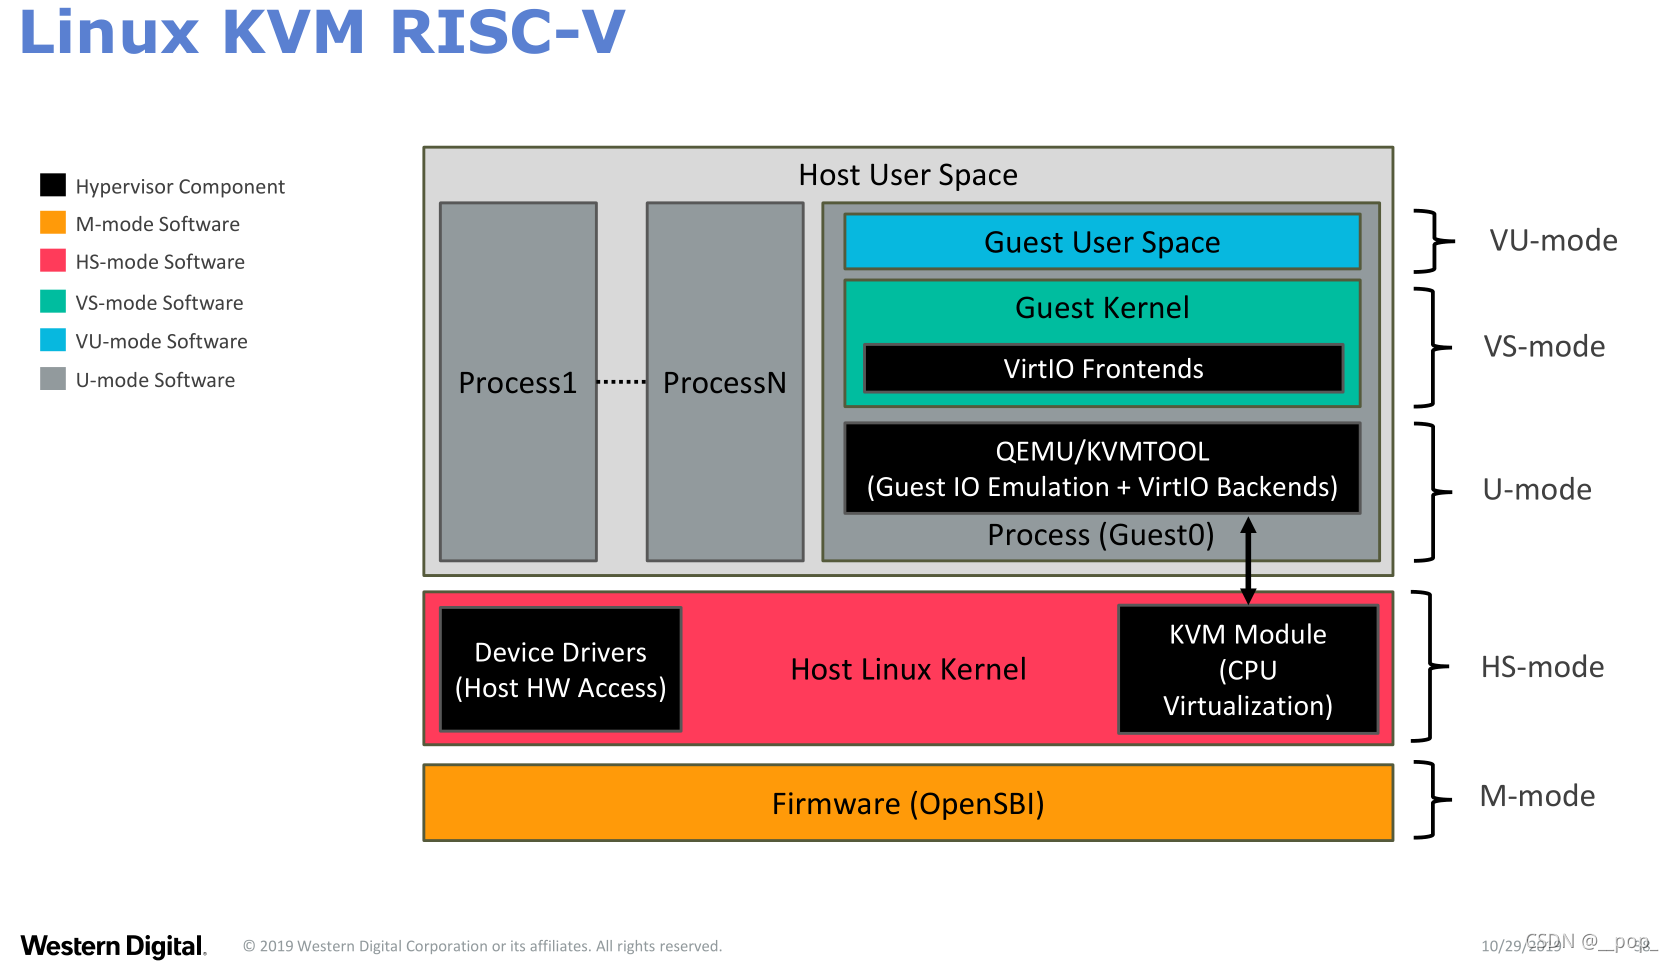 Linux KVM RISC-V
Hypervisor Component
M-mode Software
HS-mode Software
VS-mode Software
VU-mode Software
U-mode Software
Host User Space
Process1
ProcessN
Guest User Space
Guest Kernel
VirtIO Frontends
QEMU/KVMTOOL
(Guest IO Emulation + VirtIO Backends)
Process (Guest0)
VU-mode
VS-mode
U-mode
Device Drivers
(Host HW Access)
Host Linux Kernel
KVM Module
(CPU
Virtualization)
HS-mode
Firmware (OpenSBI)
M-mode
Western Digital.
© 2019 Western Digital Corporation or its affiliates. All rights reserved.
10/29/2019
CSDN @__pop_